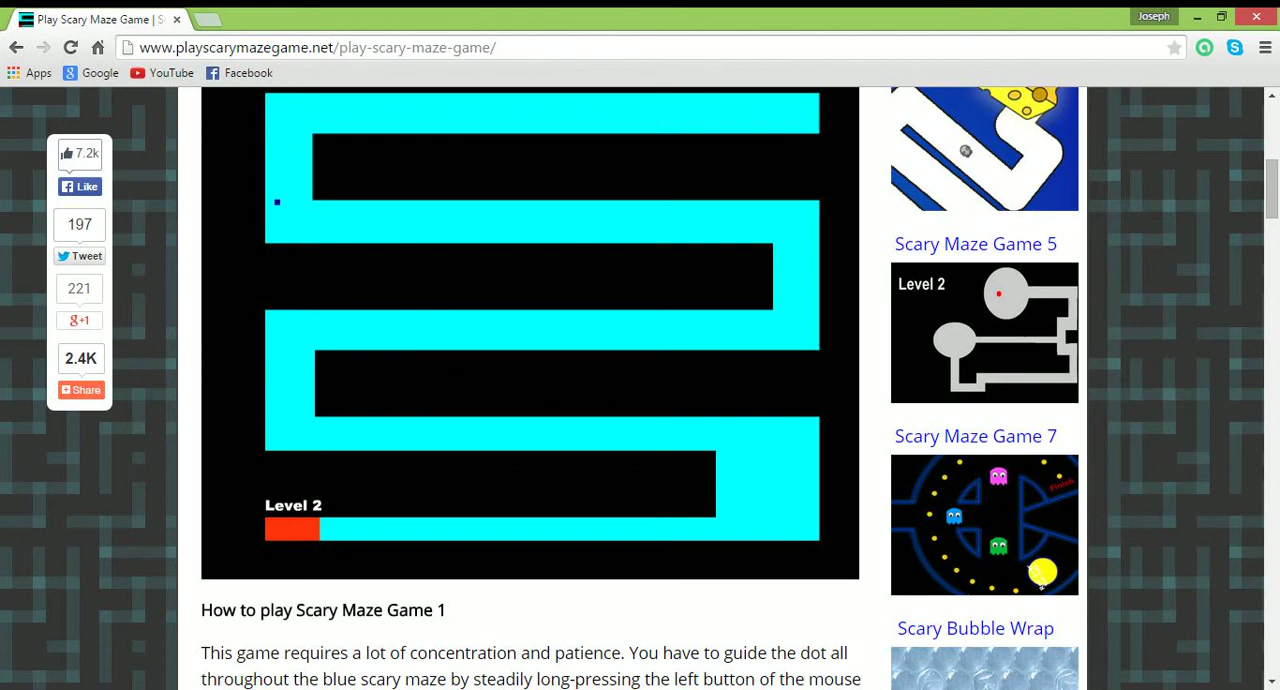 Play Scary Maze Game | S
Joseph
www.playscarymazegame.net/play-scary-maze-game/
Apps Google YouTube Facebook
7.2k
Like
197
Tweet
221
g+1
2.4K
Share
Level 2
Scary Maze Game 5
Level 2
Scary Maze Game 7
Finish
Scary Bubble Wrap
How to play Scary Maze Game 1
This game requires a lot of concentration and patience. You have to guide the dot all
throughout the blue scary maze by steadily long-pressing the left button of the mouse